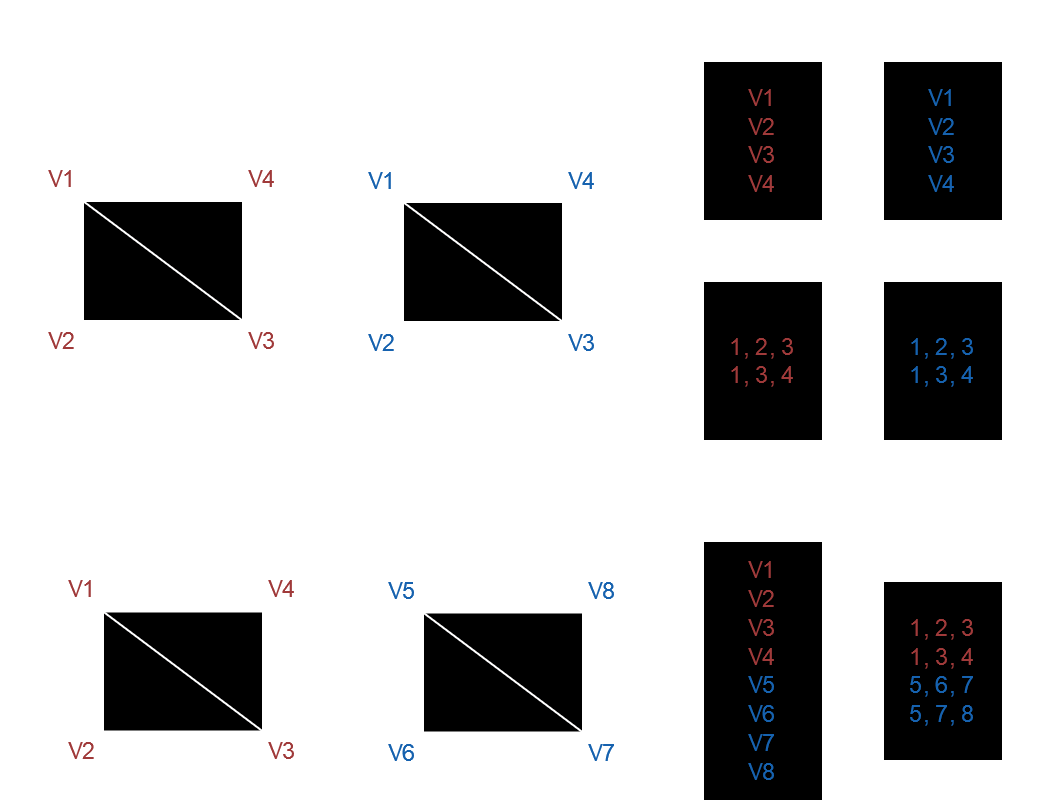 V1
V2
V3
V4
V1
V2
V3
V4
V1 V4
V1 V4
V2 V3
V2 V3
1, 2, 3
1, 3, 4
1, 2, 3
1, 3, 4
V1 V4
V5 V8
V2 V3
V6 V7
V1
V2
V3
V4
V5
V6
V7
V8
1, 2, 3
1, 3, 4
5, 6, 7
5, 7, 8